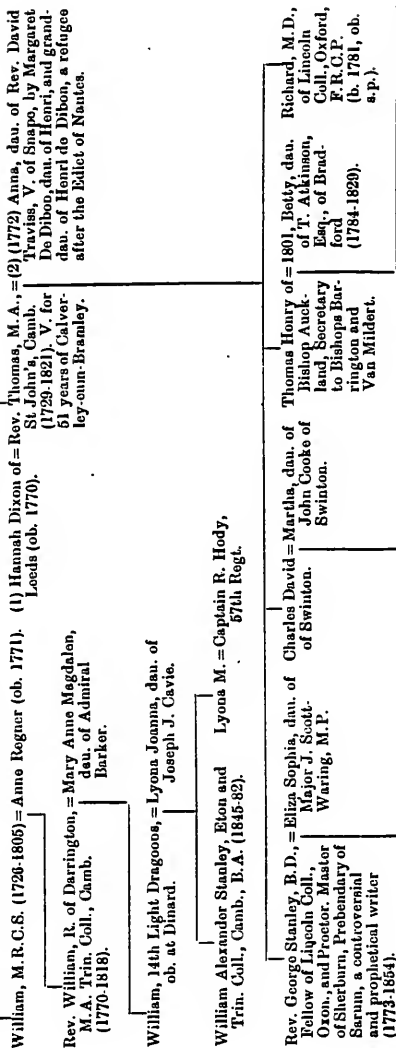 William, M.R.C.S. (1726-1805) = Anne Regner (ob. 1771).
(1) Hannah Dixon of = Rev. Thomas, M.A., = (2) (1772) Anna, dau. of Rev. David
Leeds (ob. 1770).
St John's, Camb.
(1729-1821). V. for
51 years of Calver-
ley-cum-Bramley.
Traviss, V. of Snape, by Margaret
De Dibon, dau. of Henri, and grand-
dau. of Henri de Dibon, a refugee
after the Edict of Nantes.
Rev. William, R. of Darrington, = Mary Anne Magdalen,
M.A. Trin. Coll., Camb.
(1770-1818).
dau. of Admiral
Barker.
William, 14th Light Dragoons, = Lyona Joanna, dau. of
ob. at Dinard.
Joseph J. Cavie.
William Alexander Stanley, Eton and
Trin. Coll., Camb., B.A. (1845-82).
Lyona M. = Captain R. Hody,
57th Regt.
Rev. George Stanley, B.D., = Eliza Sophia, dau. of
Fellow of Lincoln Coll.,
Oxon., and Proctor. Master
of Sherburn, Prebendary of
Sarum, a controversial
and prophetical writer
(1773-1854).
Major J. Scott-
Waring, M.P.
Charles David = Martha, dau. of
of Swinton.
John Cooke of
Swinton.
Thomas Henry of = 1801, Betty, dau.
Bishop Auck-
land, Secretary
to Bishops Bar-
rington and
Van Mildert.
of T. Atkinson,
Esq., of Brad-
ford
(1784-1829).
Richard, M.D.,
of Lincoln
Coll., Oxford,
F.R.C.P.
(b. 1781, ob.
s.p.).